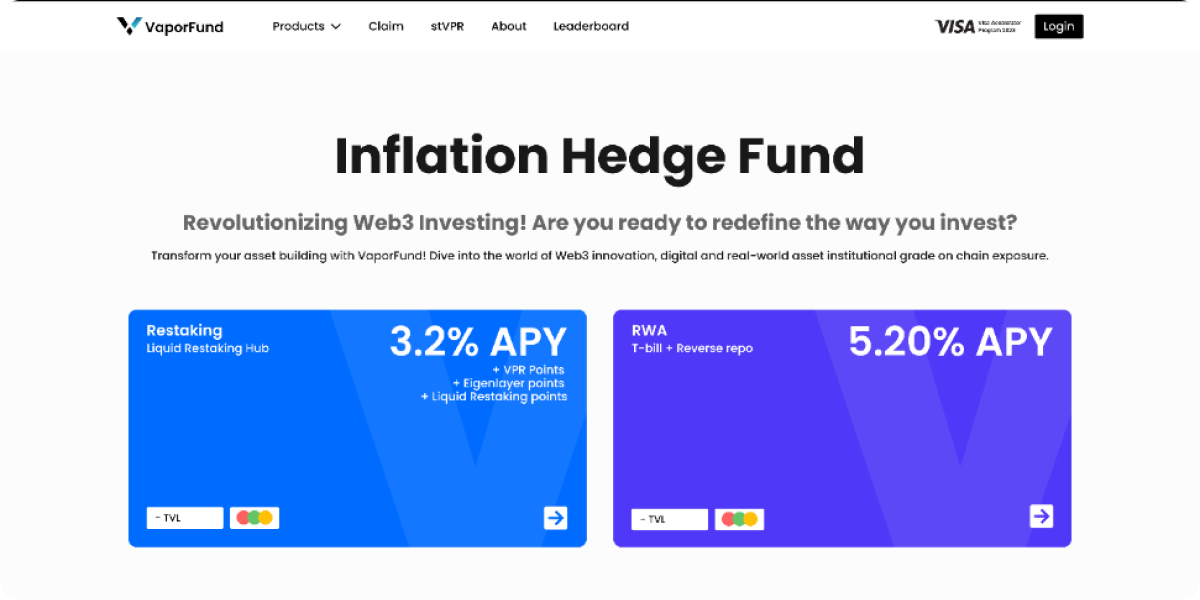 VaporFund
Products
Claim
stVPR
About
Leaderboard
VISA
Visa Accelerator
Program 2023
Login
Inflation Hedge Fund
Revolutionizing Web3 Investing! Are you ready to redefine the way you invest?
Transform your asset building with VaporFund! Dive into the world of Web3 innovation, digital and real-world asset institutional grade on chain exposure.
Restaking
Liquid Restaking Hub
3.2% APY
+ VPR Points
+ Eigenlayer points
+ Liquid Restaking points
- TVL
RWA
T-bill + Reverse repo
5.20% APY
- TVL